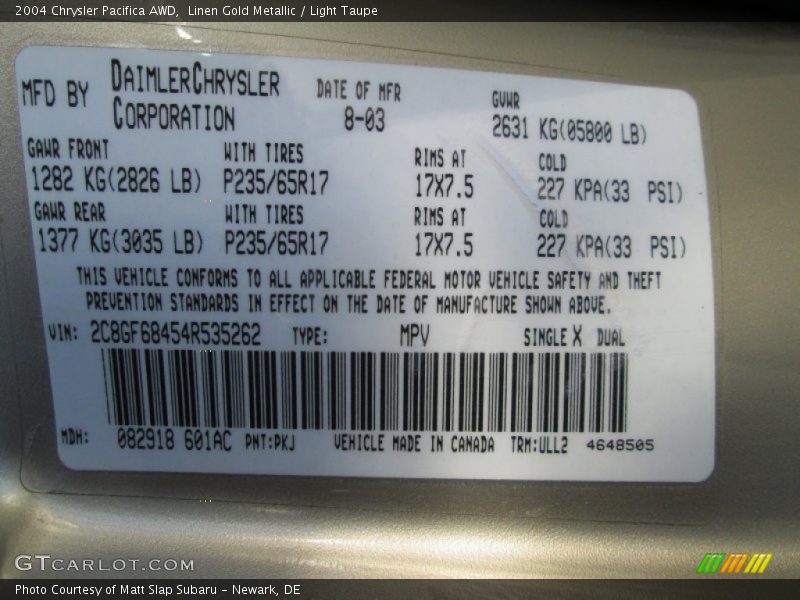 2004 Chrysler Pacifica AWD, Linen Gold Metallic / Light Taupe
MFD BY DAIMLERCHRYSLER CORPORATION
DATE OF MFR 8-03
GVWR 2631 KG(05800 LB)
GAWR FRONT WITH TIRES RIMS AT COLD
1282 KG(2826 LB) P235/65R17 17X7.5 227 KPA(33 PSI)
GAWR REAR WITH TIRES RIMS AT COLD
1377 KG(3035 LB) P235/65R17 17X7.5 227 KPA(33 PSI)
THIS VEHICLE CONFORMS TO ALL APPLICABLE FEDERAL MOTOR VEHICLE SAFETY AND THEFT
PREVENTION STANDARDS IN EFFECT ON THE DATE OF MANUFACTURE SHOWN ABOVE.
VIN: 2C8GF68454R535262 TYPE: MPV SINGLE X DUAL
MDH: 082918 601AC PNT:PKJ VEHICLE MADE IN CANADA TRM:ULL2 4648505
GTCARLOT.COM
Photo Courtesy of Matt Slap Subaru - Newark, DE